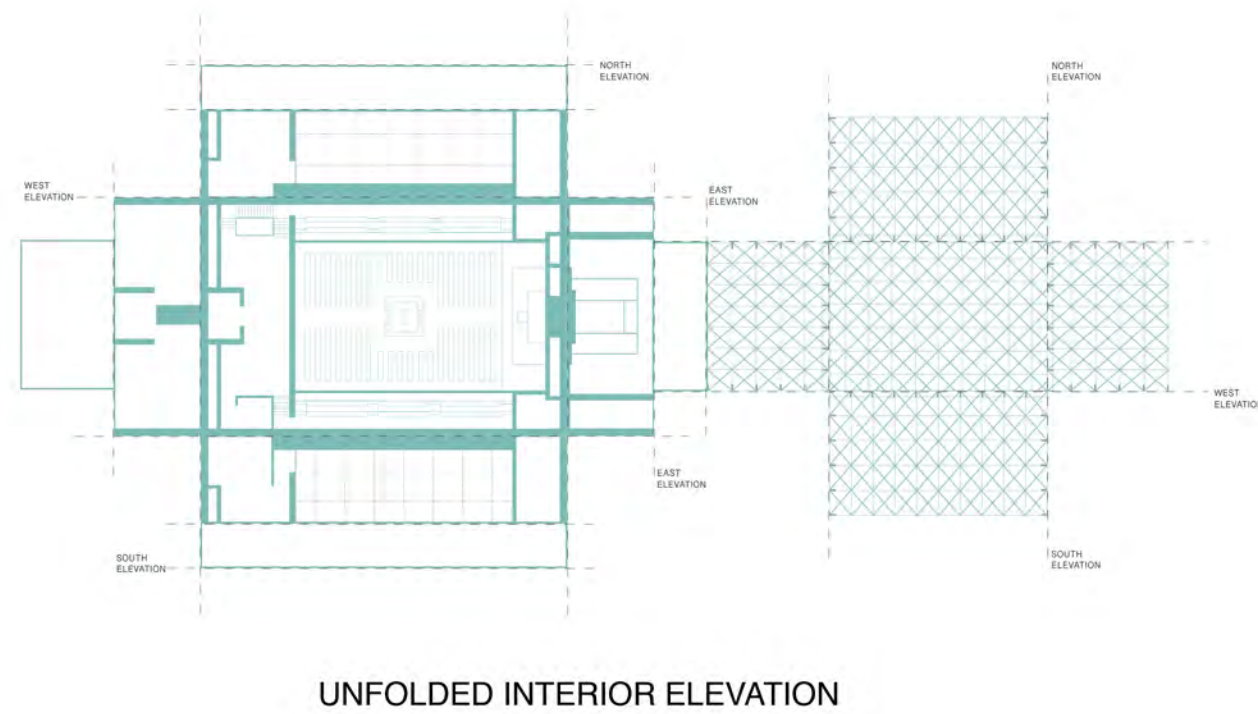 NORTH
ELEVATION
NORTH
ELEVATION
WEST
ELEVATION
EAST
ELEVATION
WEST
ELEVATION
EAST
ELEVATION
SOUTH
ELEVATION
SOUTH
ELEVATION
UNFOLDED INTERIOR ELEVATION